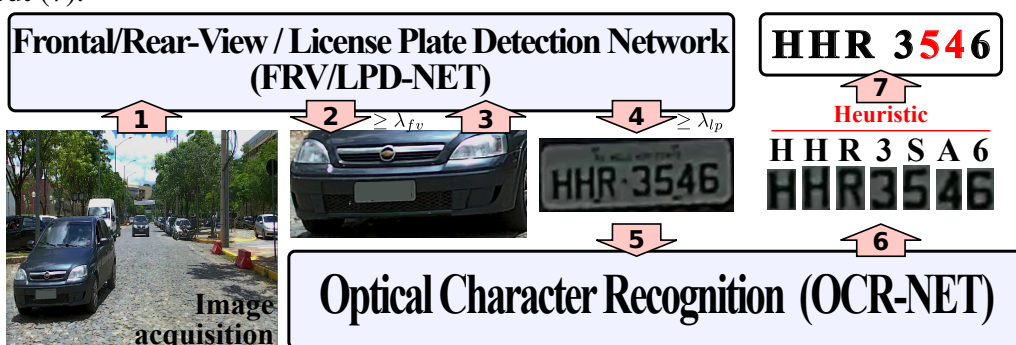 Frontal/Rear-View / License Plate Detection Network
(FRV/LPD-NET)
HHR 3546
1
2
≥ λfv
3
4
≥ λlp
7
Heuristic
H H R 3 S A 6
HHR-3546
HHR3546
5
6
Image
acquisition
Optical Character Recognition (OCR-NET)